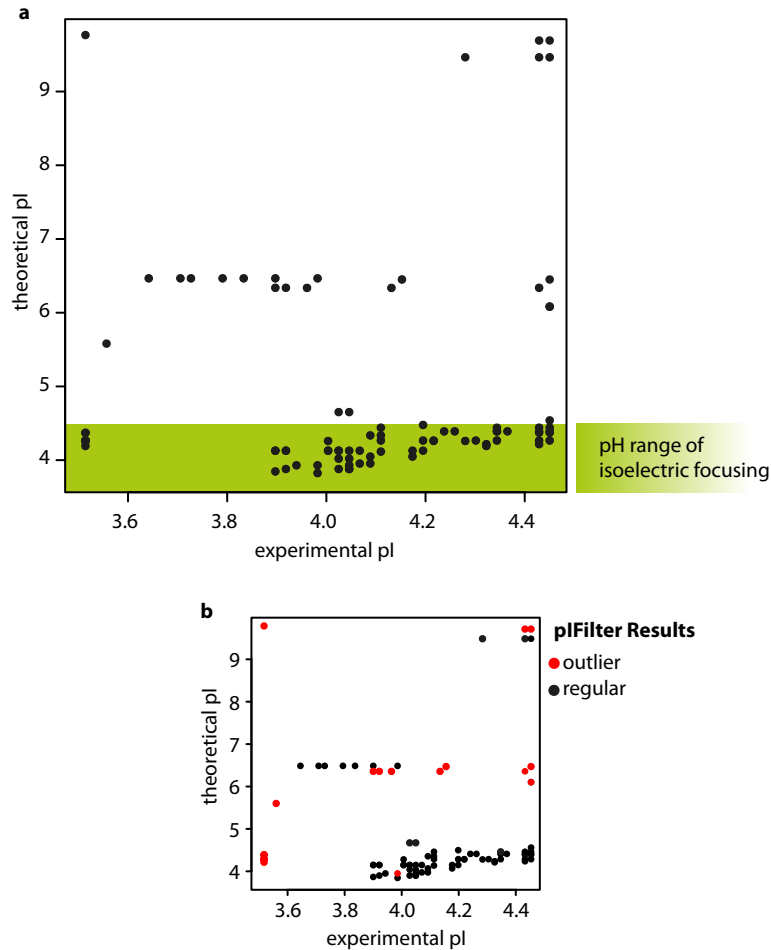 a
theoretical pI
9
8
7
6
5
4
3.6 3.8 4.0 4.2 4.4
experimental pI
pH range of
isoelectric focusing
b
theoretical pI
9
8
7
6
5
4
3.6 3.8 4.0 4.2 4.4
experimental pI
pIFilter Results
outlier
regular